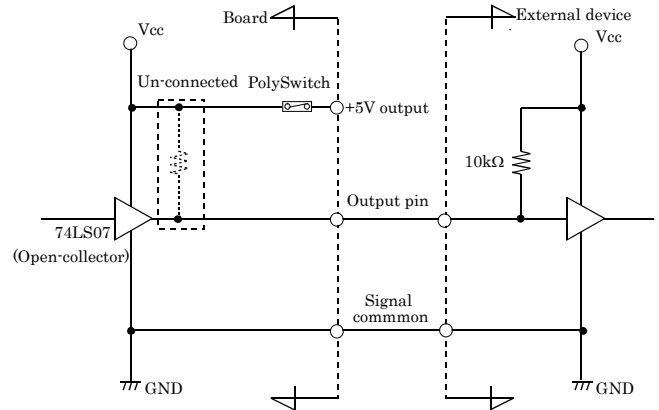 Board
External device
Vcc
Vcc
Un-connected
PolySwitch
+5V output
10kΩ
Output pin
74LS07
(Open-collector)
Signal
commmon
GND
GND